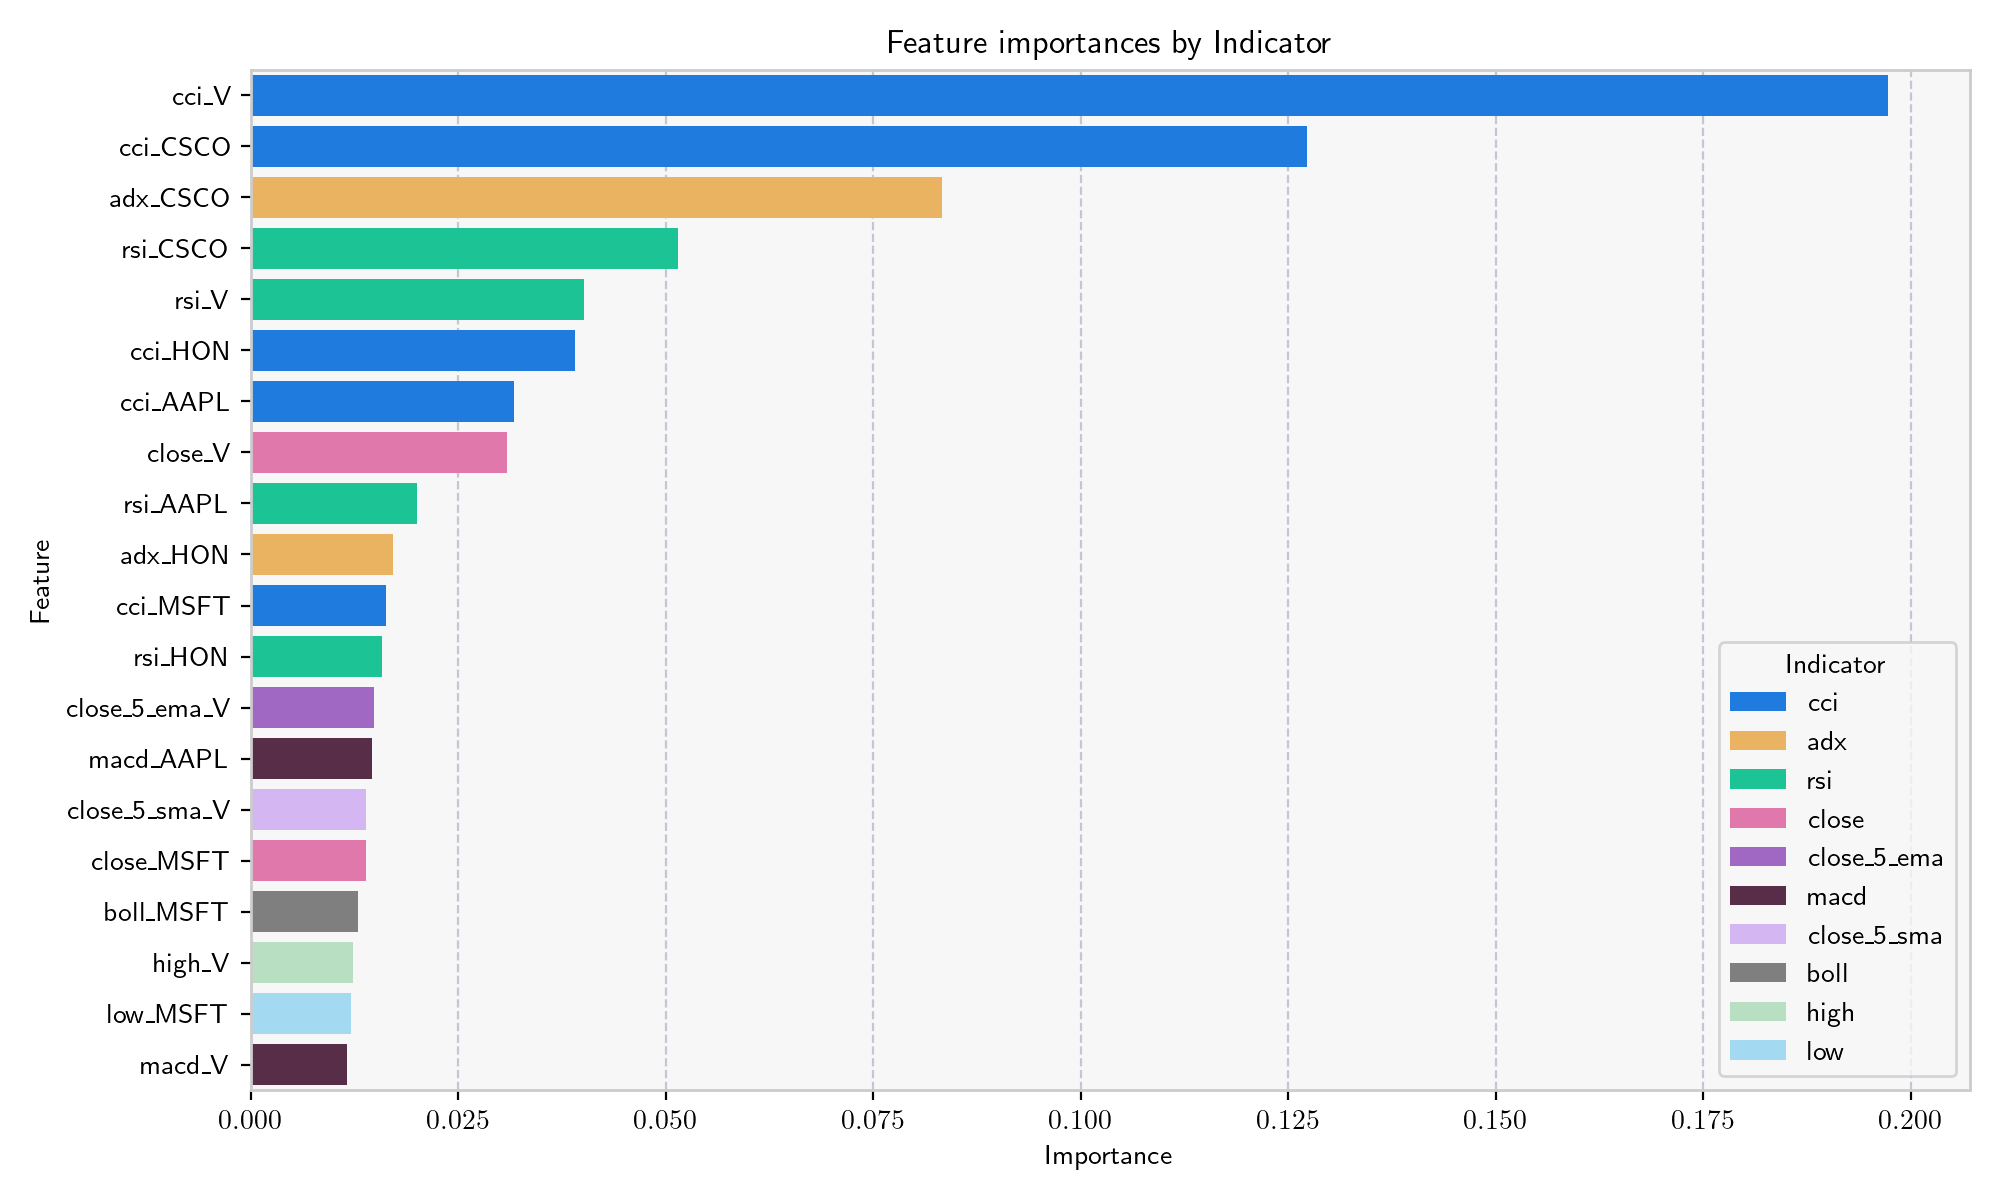 Feature importances by Indicator
Feature
cci_V
cci_CSCO
adx_CSCO
rsi_CSCO
rsi_V
cci_HON
cci_AAPL
close_V
rsi_AAPL
adx_HON
cci_MSFT
rsi_HON
close_5_ema_V
macd_AAPL
close_5_sma_V
close_MSFT
boll_MSFT
high_V
low_MSFT
macd_V
Indicator
cci
adx
rsi
close
close_5_ema
macd
close_5_sma
boll
high
low
0.000 0.025 0.050 0.075 0.100 0.125 0.150 0.175 0.200
Importance